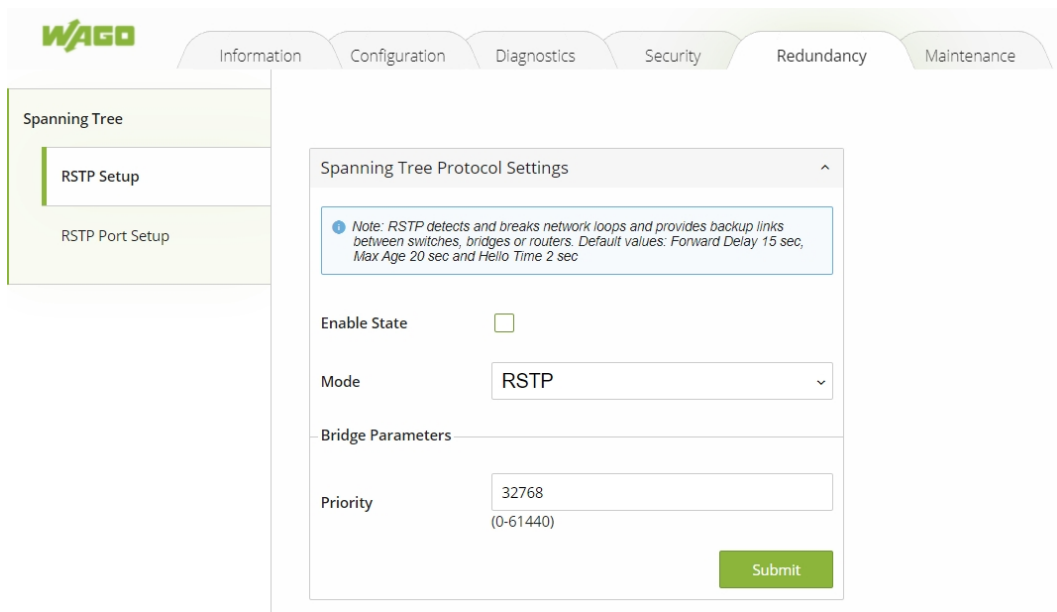 WAGO
Information Configuration Diagnostics Security Redundancy Maintenance
Spanning Tree
RSTP Setup
RSTP Port Setup
Spanning Tree Protocol Settings
Note: RSTP detects and breaks network loops and provides backup links
between switches, bridges or routers. Default values: Forward Delay 15 sec,
Max Age 20 sec and Hello Time 2 sec
Enable State
Mode RSTP
Bridge Parameters
Priority 32768
(0-61440)
Submit